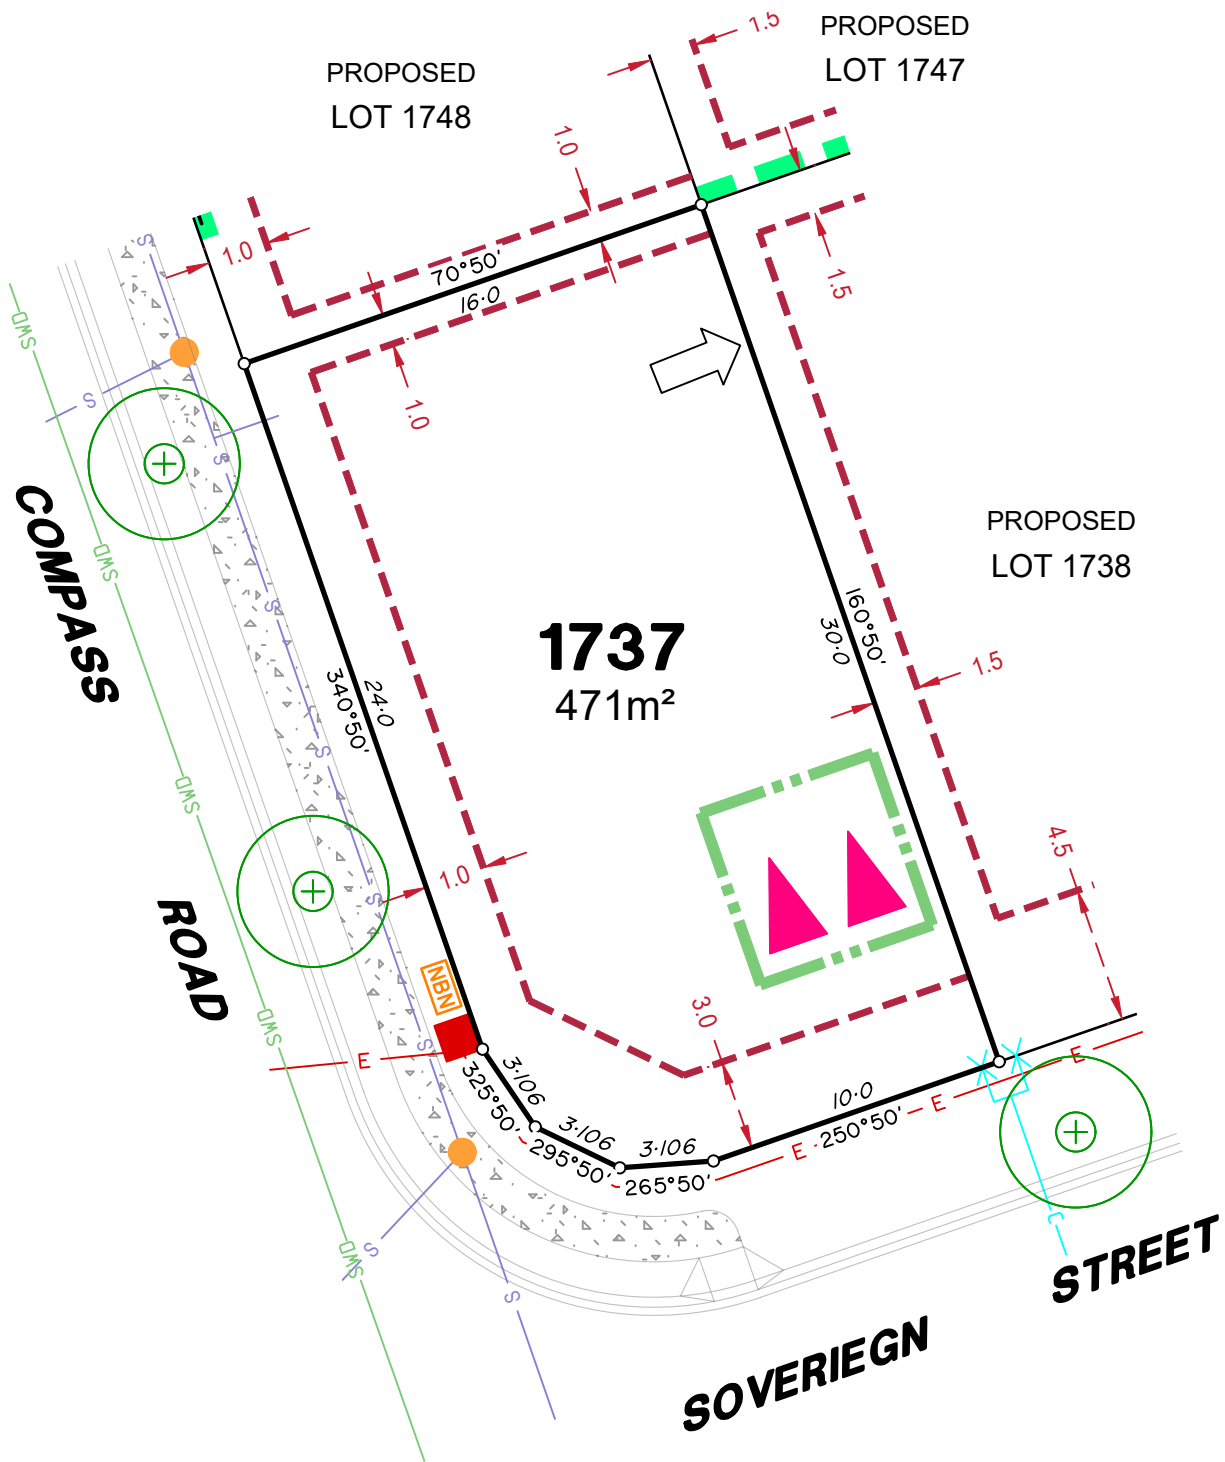 1.5
PROPOSED
LOT 1747
PROPOSED
LOT 1748
1.0
1.0
70°50'
16·0
1.5
1.0
S
SWD
S
S
COMPASS
SWD
PROPOSED
LOT 1738
1737
471m²
160°50'
30·0
1.5
24·0
340°50'
S
S
SWD
4.5
1.0
S
ROAD
NBN
3.0
SWD
S
E
3·106
325°50'
3·106
295°50'
3·106
265°50'
10·0
250°50'
E
E
E
C
SWD
S
S
STREET
SOVERIEGN